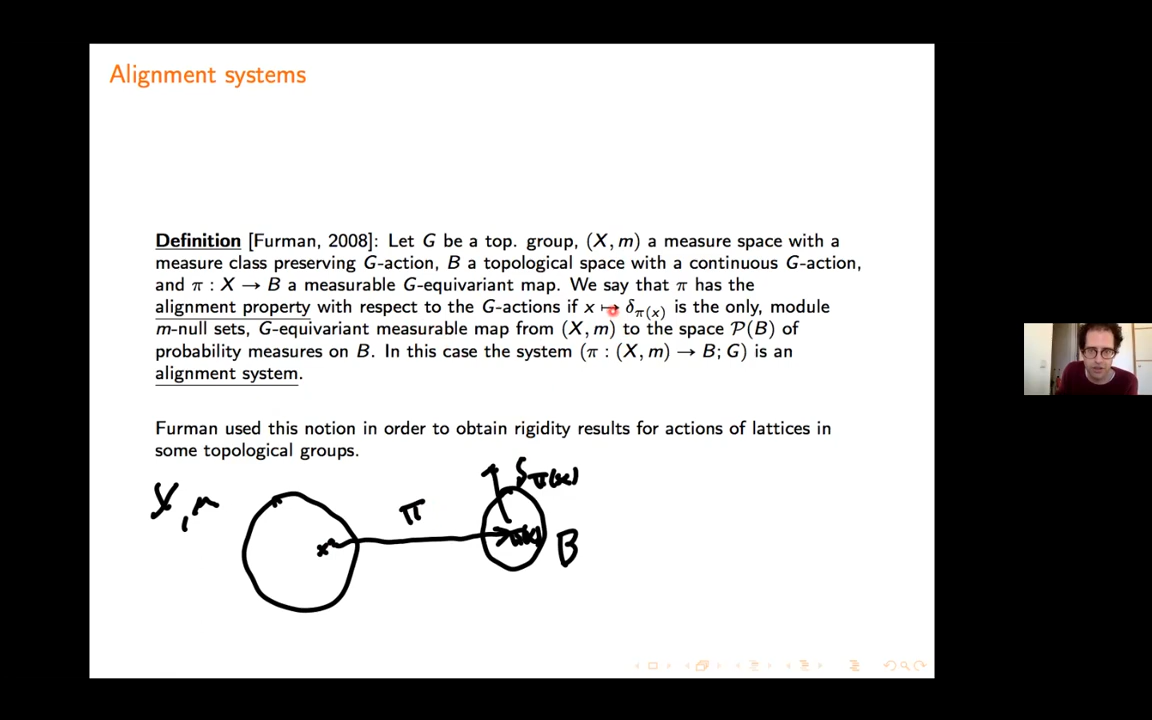 Alignment systems
Definition [Furman, 2008]: Let G be a top. group, (X, m) a measure space with a
measure class preserving G-action, B a topological space with a continuous G-action,
and π : X → B a measurable G-equivariant map. We say that π has the
alignment property with respect to the G-actions if x ↦ δπ(x) is the only, module
m-null sets, G-equivariant measurable map from (X, m) to the space 𝒫(B) of
probability measures on B. In this case the system (π : (X, m) → B; G) is an
alignment system.
Furman used this notion in order to obtain rigidity results for actions of lattices in
some topological groups.
δπ(x)
X, m
π
x
π(x)
B